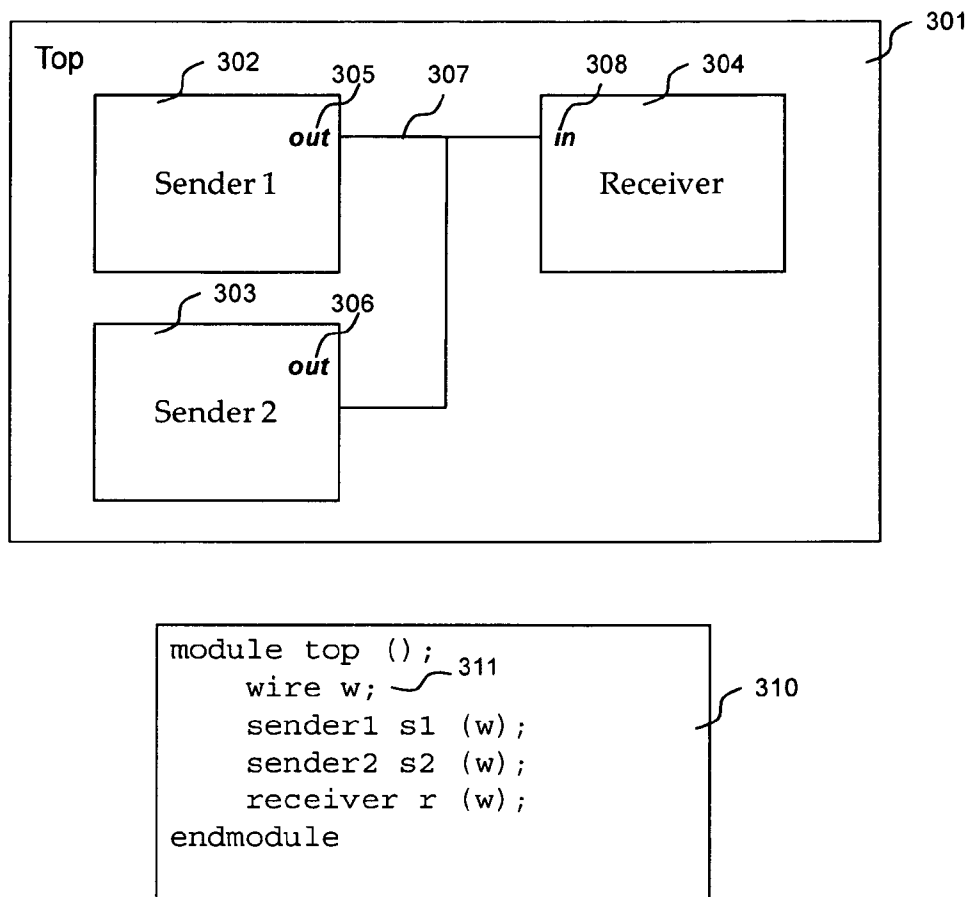 301
Top
302
305
307
308
304
out
in
Sender 1
Receiver
303
306
out
Sender 2
module top ();
wire w;
311
310
sender1 s1 (w);
sender2 s2 (w);
receiver r (w);
endmodule